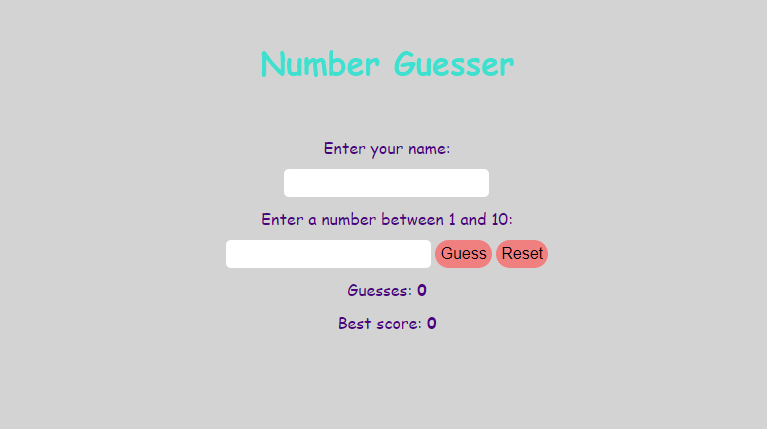 Number Guesser
Enter your name:
Enter a number between 1 and 10:
Guess Reset
Guesses: 0
Best score: 0